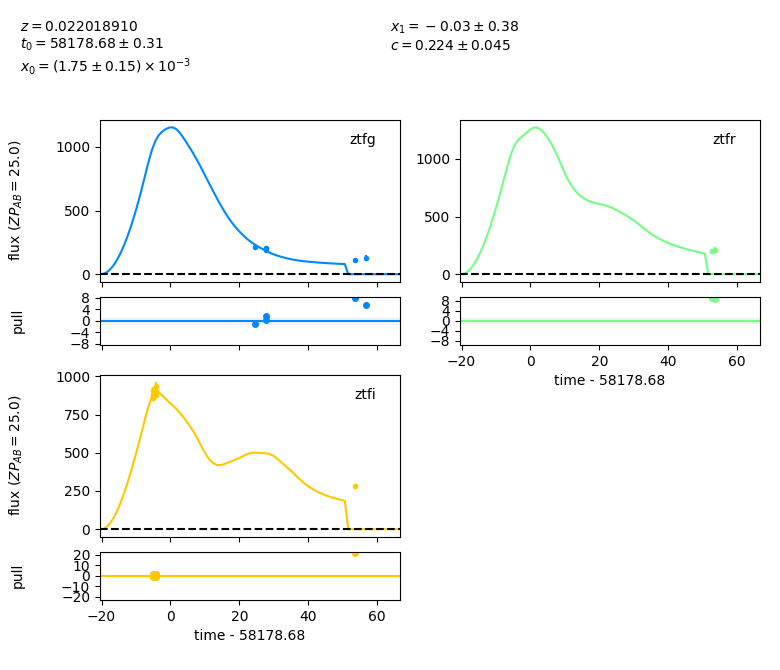 z = 0.022018910
t₀ = 58178.68 ± 0.31
x₀ = (1.75 ± 0.15) × 10⁻³
x₁ = −0.03 ± 0.38
c = 0.224 ± 0.045
flux (ZP_AB = 25.0)
ztfg
1000
500
0
pull
8
4
0
−4
−8
ztfr
1000
500
0
8
4
0
−4
−8
−20 0 20 40 60
time - 58178.68
flux (ZP_AB = 25.0)
ztfi
1000
750
500
250
0
pull
20
10
0
−10
−20
−20 0 20 40 60
time - 58178.68